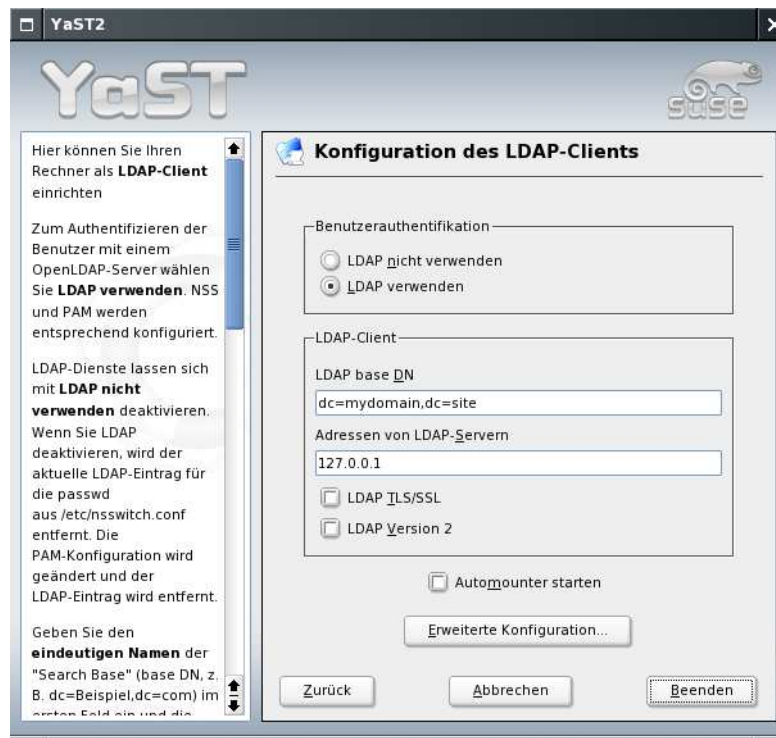 YaST2
YaST
SUSE
Hier können Sie Ihren
Rechner als LDAP-Client
einrichten
Zum Authentifizieren der
Benutzer mit einem
OpenLDAP-Server wählen
Sie LDAP verwenden. NSS
und PAM werden
entsprechend konfiguriert.
LDAP-Dienste lassen sich
mit LDAP nicht
verwenden deaktivieren.
Wenn Sie LDAP
deaktivieren, wird der
aktuelle LDAP-Eintrag für
die passwd
aus /etc/nsswitch.conf
entfernt. Die
PAM-Konfiguration wird
geändert und der
LDAP-Eintrag wird entfernt.
Geben Sie den
eindeutigen Namen der
"Search Base" (base DN, z.
B. dc=Beispiel,dc=com) im
ersten Feld ein und die
Konfiguration des LDAP-Clients
Benutzerauthentifikation
LDAP nicht verwenden
LDAP verwenden
LDAP-Client
LDAP base DN
dc=mydomain,dc=site
Adressen von LDAP-Servern
127.0.0.1
LDAP TLS/SSL
LDAP Version 2
Automounter starten
Erweiterte Konfiguration...
Zurück
Abbrechen
Beenden